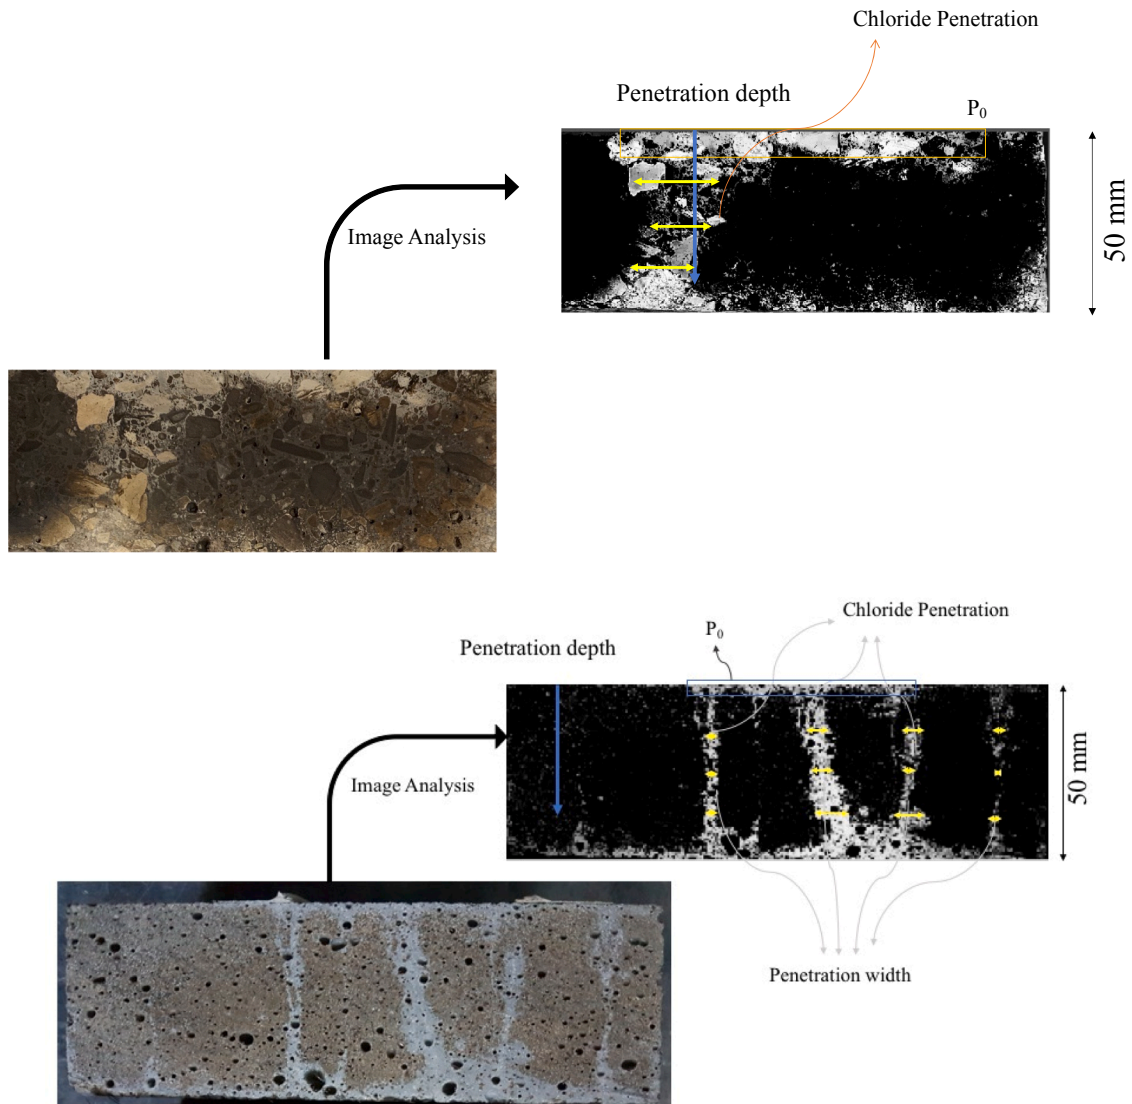 Chloride Penetration
Penetration depth
P₀
Image Analysis
50 mm
Chloride Penetration
P₀
Penetration depth
Image Analysis
50 mm
Penetration width